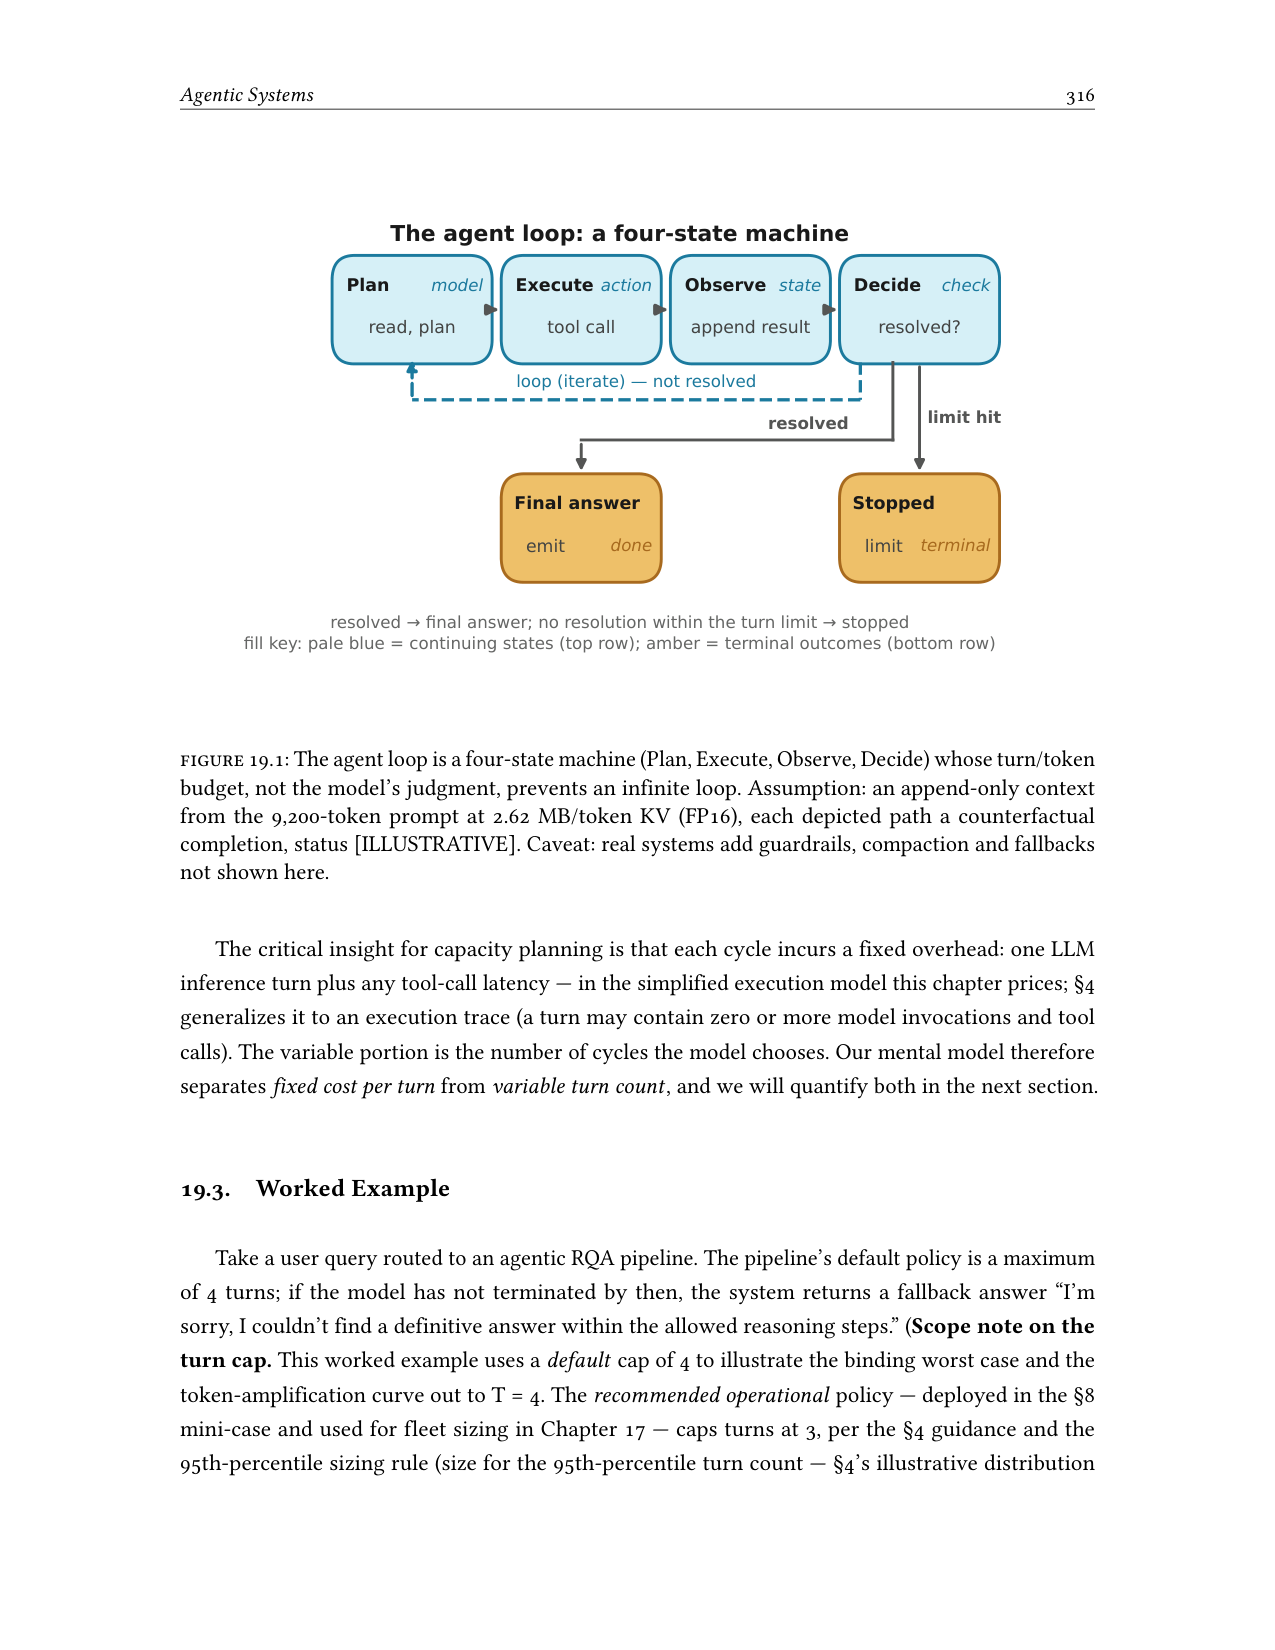 Agentic Systems 316
The agent loop: a four-state machine
Plan model
read, plan
Execute action
tool call
Observe state
append result
Decide check
resolved?
loop (iterate) — not resolved
resolved
limit hit
Final answer
emit done
Stopped
limit terminal
resolved → final answer; no resolution within the turn limit → stopped
fill key: pale blue = continuing states (top row); amber = terminal outcomes (bottom row)
FIGURE 19.1: The agent loop is a four-state machine (Plan, Execute, Observe, Decide) whose turn/token
budget, not the model’s judgment, prevents an infinite loop. Assumption: an append-only context
from the 9,200-token prompt at 2.62 MB/token KV (FP16), each depicted path a counterfactual
completion, status [ILLUSTRATIVE]. Caveat: real systems add guardrails, compaction and fallbacks
not shown here.
The critical insight for capacity planning is that each cycle incurs a fixed overhead: one LLM
inference turn plus any tool-call latency — in the simplified execution model this chapter prices; §4
generalizes it to an execution trace (a turn may contain zero or more model invocations and tool
calls). The variable portion is the number of cycles the model chooses. Our mental model therefore
separates fixed cost per turn from variable turn count, and we will quantify both in the next section.
19.3. Worked Example
Take a user query routed to an agentic RQA pipeline. The pipeline’s default policy is a maximum
of 4 turns; if the model has not terminated by then, the system returns a fallback answer “I’m
sorry, I couldn’t find a definitive answer within the allowed reasoning steps.” (Scope note on the
turn cap. This worked example uses a default cap of 4 to illustrate the binding worst case and the
token-amplification curve out to T = 4. The recommended operational policy — deployed in the §8
mini-case and used for fleet sizing in Chapter 17 — caps turns at 3, per the §4 guidance and the
95th-percentile sizing rule (size for the 95th-percentile turn count — §4’s illustrative distribution